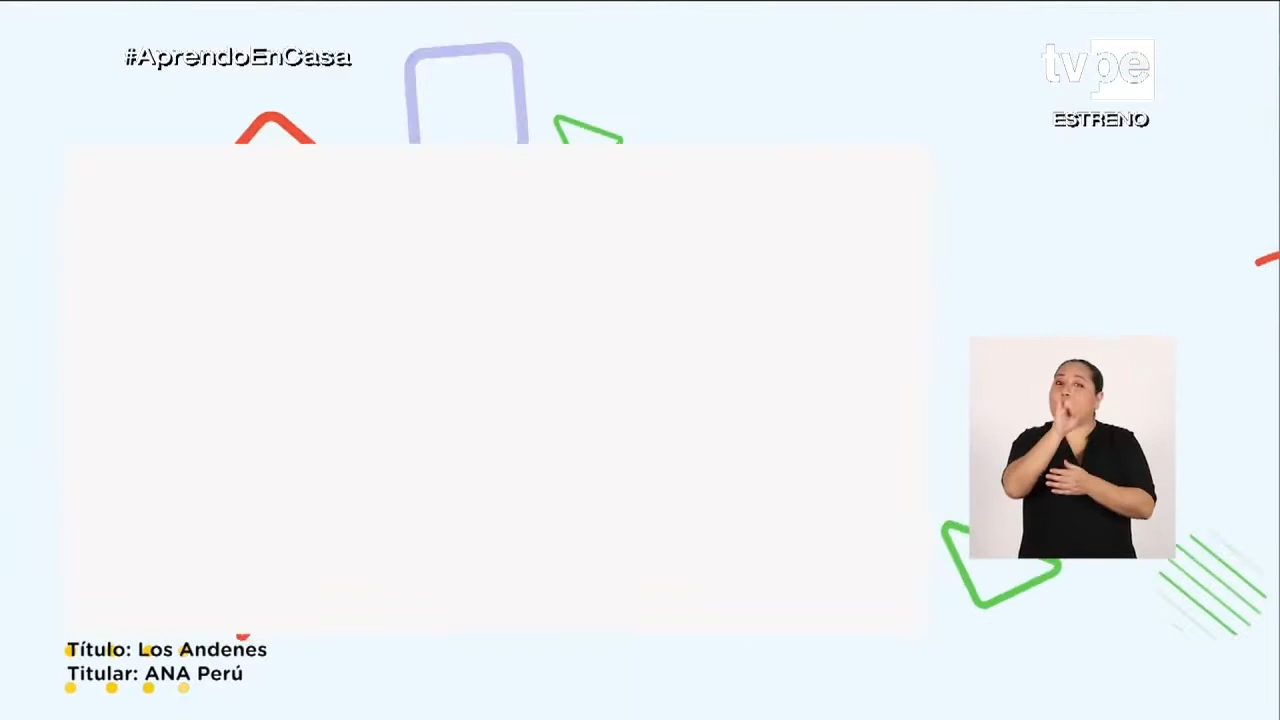 #AprendoEnCasa
tvpe
ESTRENO
Título: Los Andenes
Titular: ANA Perú